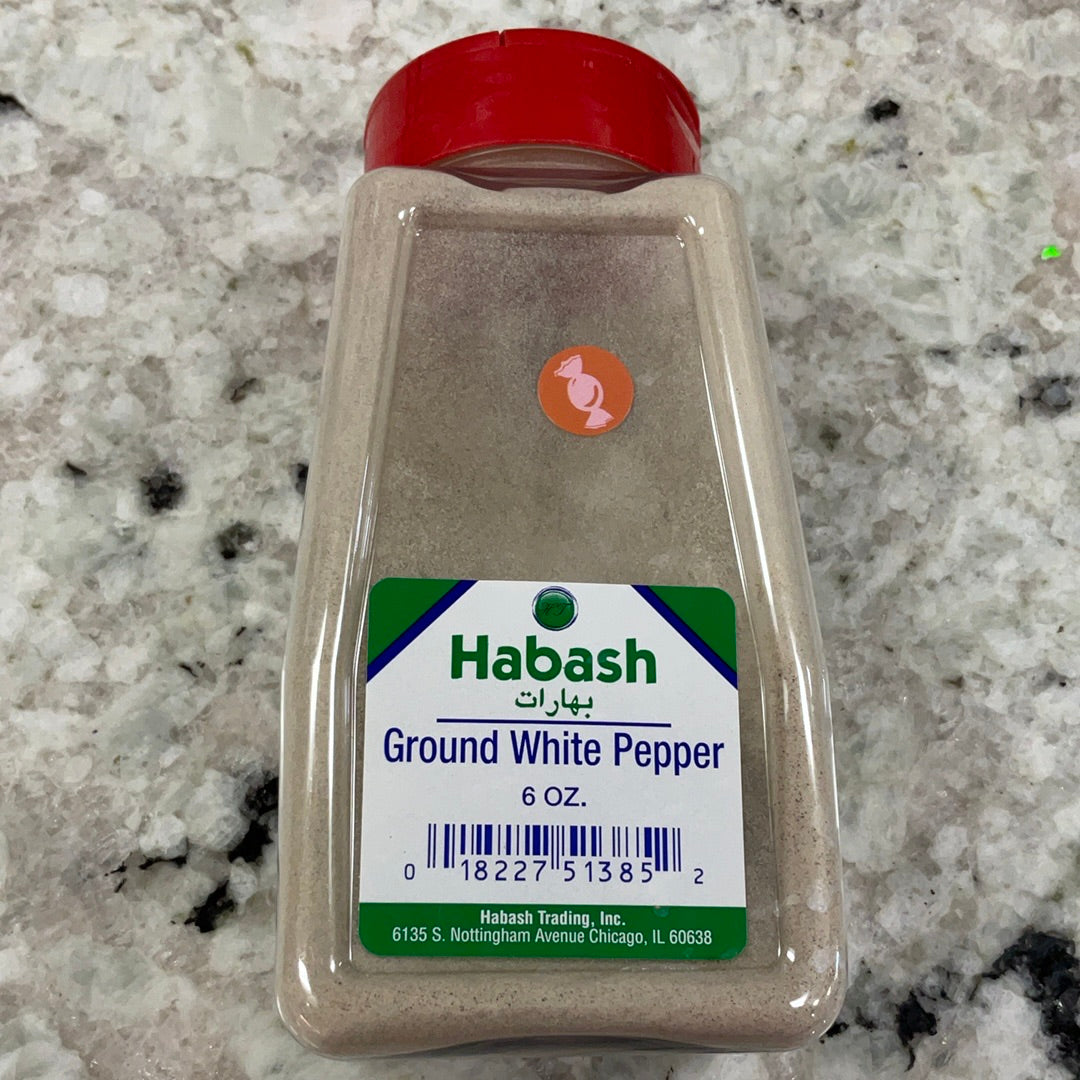 Habash
بهارات
Ground White Pepper
6 OZ.
0 18227 51385 2
Habash Trading, Inc.
6135 S. Nottingham Avenue Chicago, IL 60638